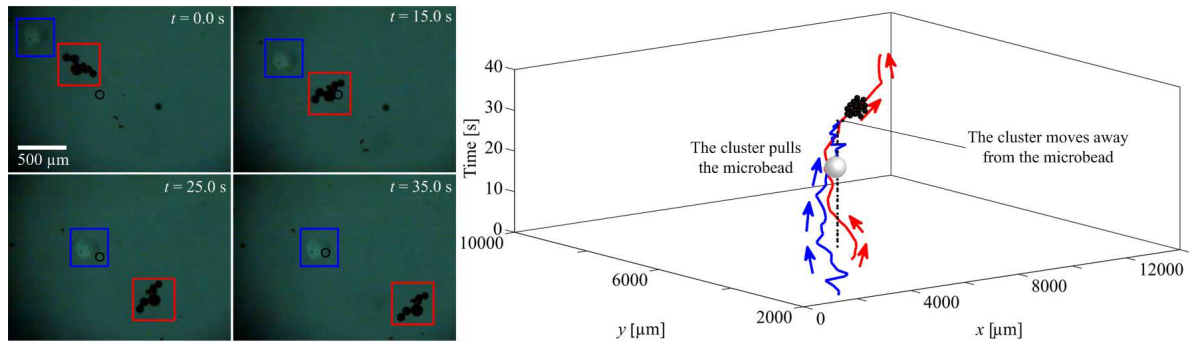 t = 0.0 s
t = 15.0 s
500 µm
t = 25.0 s
t = 35.0 s
40
30
20
10
0
Time [s]
The cluster pulls
the microbead
The cluster moves away
from the microbead
10000
6000
2000
y [µm]
0
4000
8000
12000
x [µm]